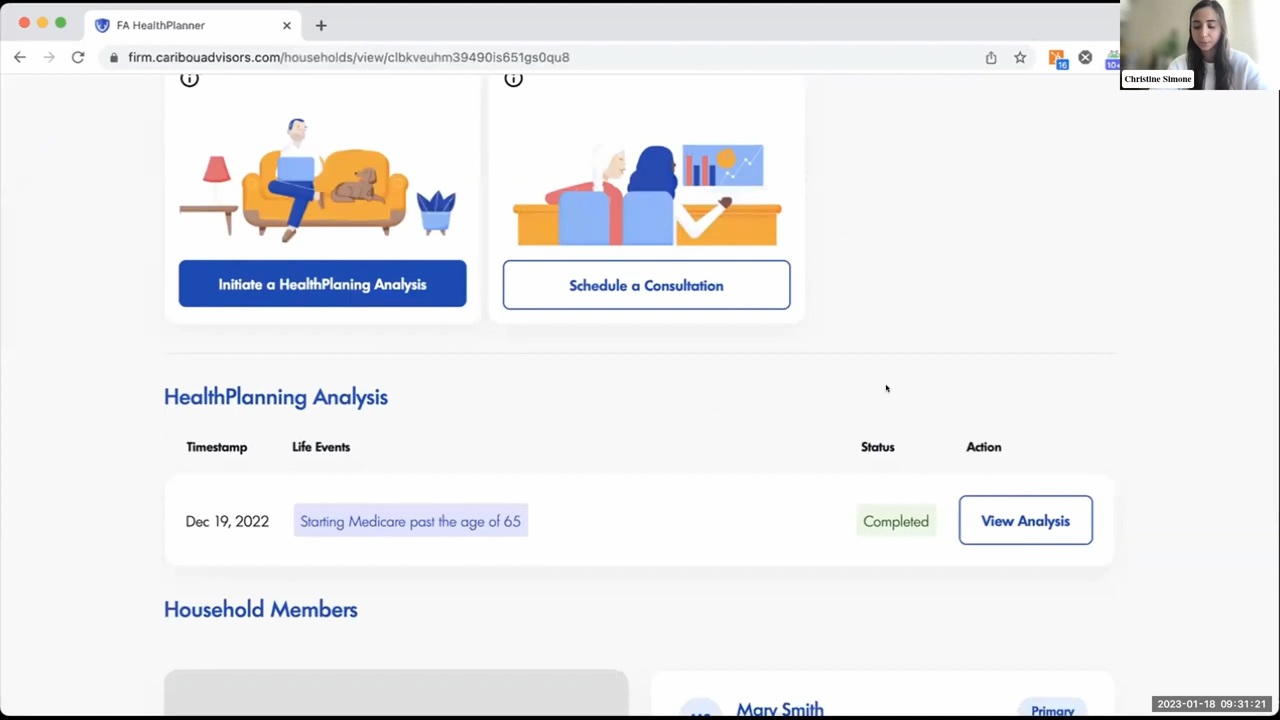 FA HealthPlanner
firm.caribouadvisors.com/households/view/clbkveuhm39490is651gs0qu8
16
10+
Christine Simone
Initiate a HealthPlaning Analysis
Schedule a Consultation
HealthPlanning Analysis
Timestamp Life Events Status Action
Dec 19, 2022 Starting Medicare past the age of 65 Completed View Analysis
Household Members
Mary Smith
Primary
2023-01-18 09:31:21